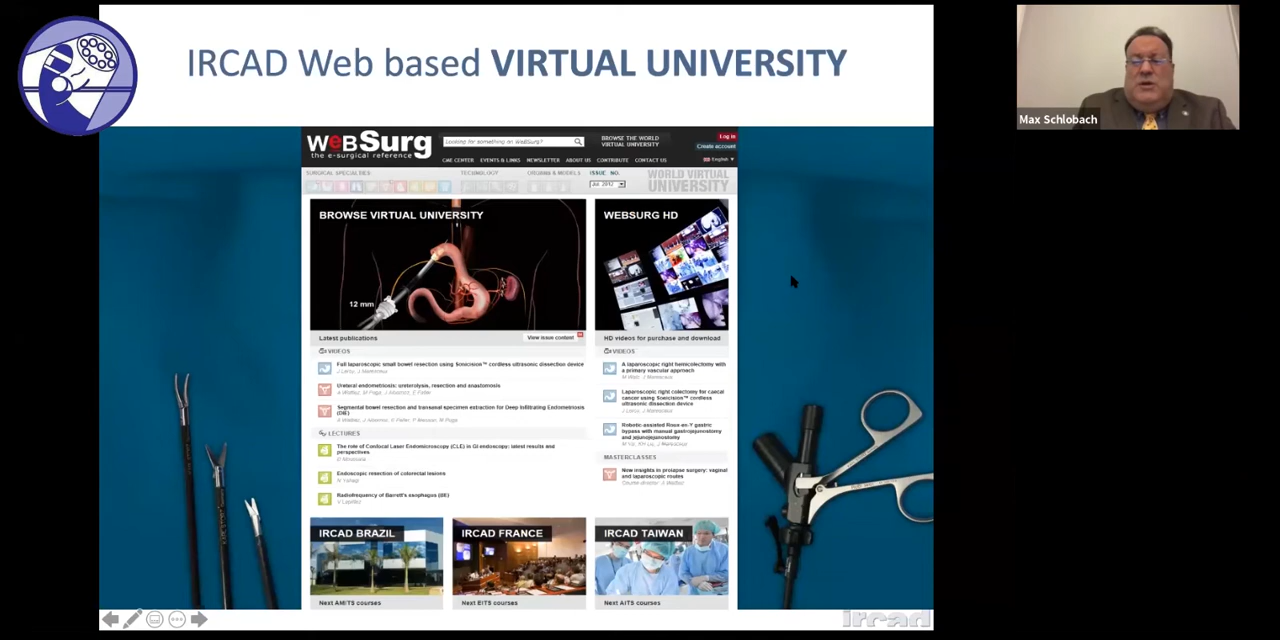 IRCAD Web based VIRTUAL UNIVERSITY
Max Schlobach
WeBSurg
the e-surgical reference
Looking for something on WeBSurg?
BROWSE THE WORLD
VIRTUAL UNIVERSITY
Log in
Create account
CME CENTER EVENTS & LINKS NEWSLETTER ABOUT US CONTRIBUTE CONTACT US
English
SURGICAL SPECIALTIES
TECHNOLOGY
ISSUE NO.
WORLD VIRTUAL
UNIVERSITY
BROWSE VIRTUAL UNIVERSITY
12 mm
WEBSURG HD
Latest publications
View issue content
VIDEOS
Full laparoscopic small bowel resection using Sonicision™ cordless ultrasonic dissection device
Ureteral endometriosis: ureterolysis, resection and anastomosis
Segmental bowel resection and transanal specimen extraction for Deep Infiltrating Endometriosis
(DIE)
LECTURES
The role of Confocal Laser Endomicroscopy (CLE) in GI endoscopy: latest results and
perspectives
Endoscopic resection of colorectal lesions
Radiofrequency of Barrett's esophagus (BE)
HD videos for purchase and download
VIDEOS
A laparoscopic right hemicolectomy with
a primary vascular approach
Laparoscopic right colectomy for caecal
cancer using Sonicision™ cordless
ultrasonic dissection device
Robotic-assisted Roux-en-Y gastric
bypass with manual gastrojejunostomy
and jejunojejunostomy
MASTERCLASSES
New insights in prolapse surgery: vaginal
and laparoscopic routes
IRCAD BRAZIL
IRCAD FRANCE
IRCAD TAIWAN
Next AMITS courses
Next EITS courses
Next AITS courses
ircad